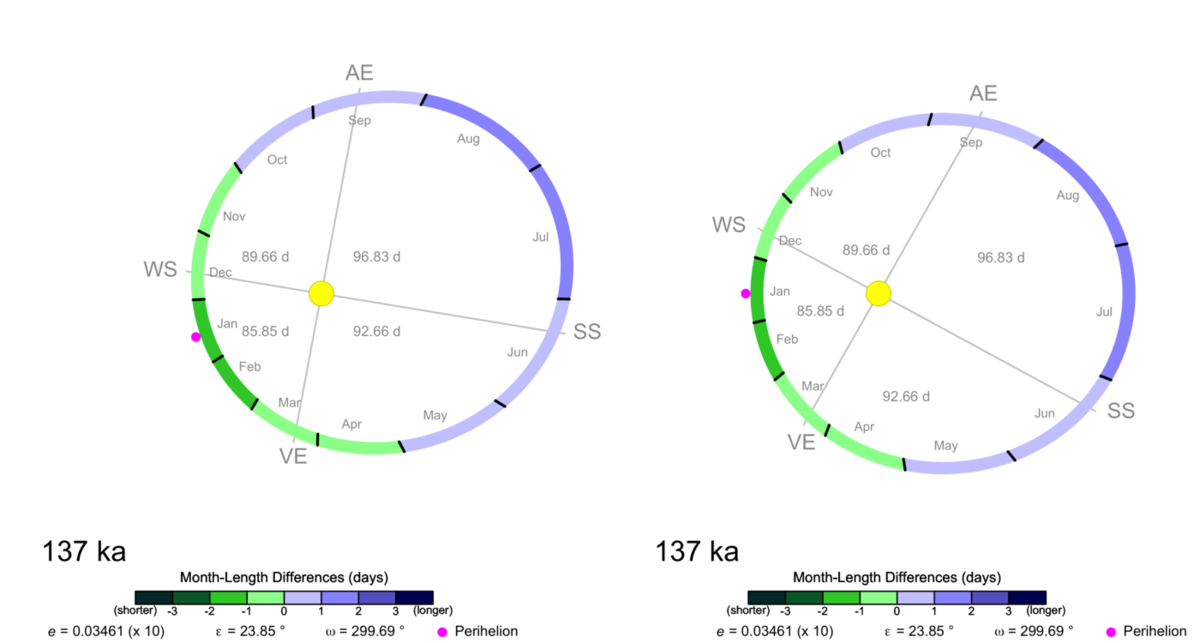 AE
Sep
Aug
Oct
Nov
Jul
89.66 d
96.83 d
WS
Dec
Jan
85.85 d
92.66 d
SS
Jun
Feb
Mar
Apr
May
VE
137 ka
Month-Length Differences (days)
(shorter) -3 -2 -1 0 1 2 3 (longer)
e = 0.03461 (x 10) ε = 23.85 ° ω = 299.69 ° Perihelion
AE
Sep
Oct
Aug
Nov
WS
Dec
89.66 d
96.83 d
Jan
85.85 d
Jul
Feb
Mar
92.66 d
SS
Jun
Apr
VE
May
137 ka
Month-Length Differences (days)
(shorter) -3 -2 -1 0 1 2 3 (longer)
e = 0.03461 (x 10) ε = 23.85 ° ω = 299.69 ° Perihelion